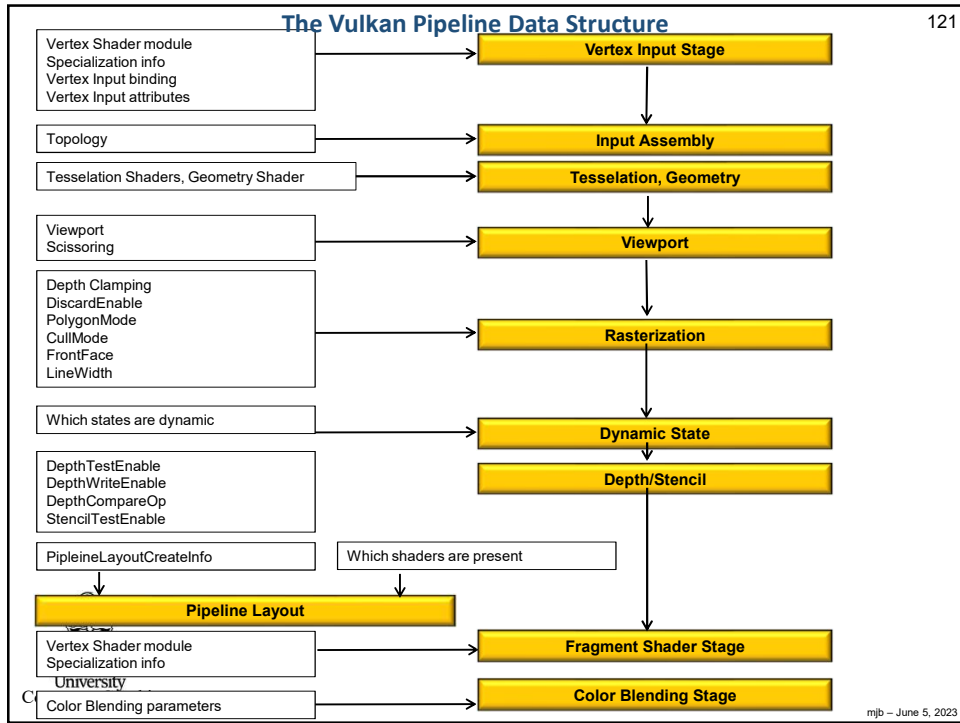 The Vulkan Pipeline Data Structure
121
Vertex Shader module
Specialization info
Vertex Input binding
Vertex Input attributes
Vertex Input Stage
Topology
Input Assembly
Tesselation Shaders, Geometry Shader
Tesselation, Geometry
Viewport
Scissoring
Viewport
Depth Clamping
DiscardEnable
PolygonMode
CullMode
FrontFace
LineWidth
Rasterization
Which states are dynamic
Dynamic State
DepthTestEnable
DepthWriteEnable
DepthCompareOp
StencilTestEnable
Depth/Stencil
PipleineLayoutCreateInfo
Which shaders are present
Pipeline Layout
Vertex Shader module
Specialization info
Fragment Shader Stage
University
Color Blending parameters
Color Blending Stage
mjb – June 5, 2023